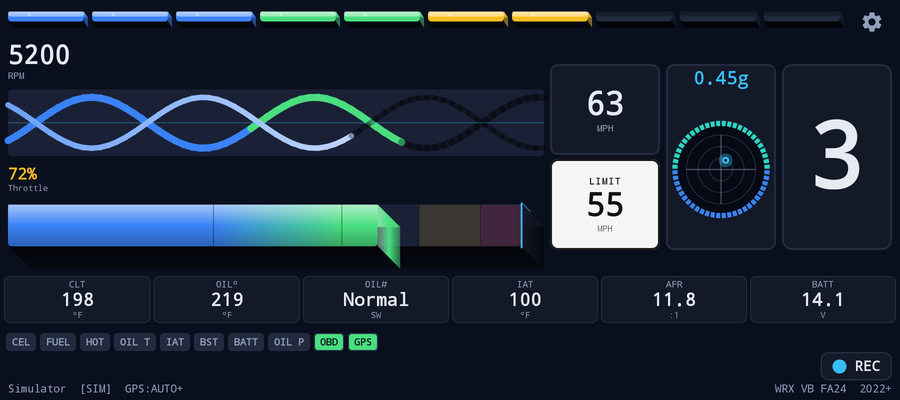 5200
RPM
72%
Throttle
63
MPH
LIMIT
55
MPH
0.45g
3
CLT
198
°F
OIL°
219
°F
OIL#
Normal
SW
IAT
100
°F
AFR
11.8
:1
BATT
14.1
V
CEL FUEL HOT OIL T IAT BST BATT OIL P OBD GPS
REC
Simulator [SIM] GPS:AUTO+
WRX VB FA24 2022+